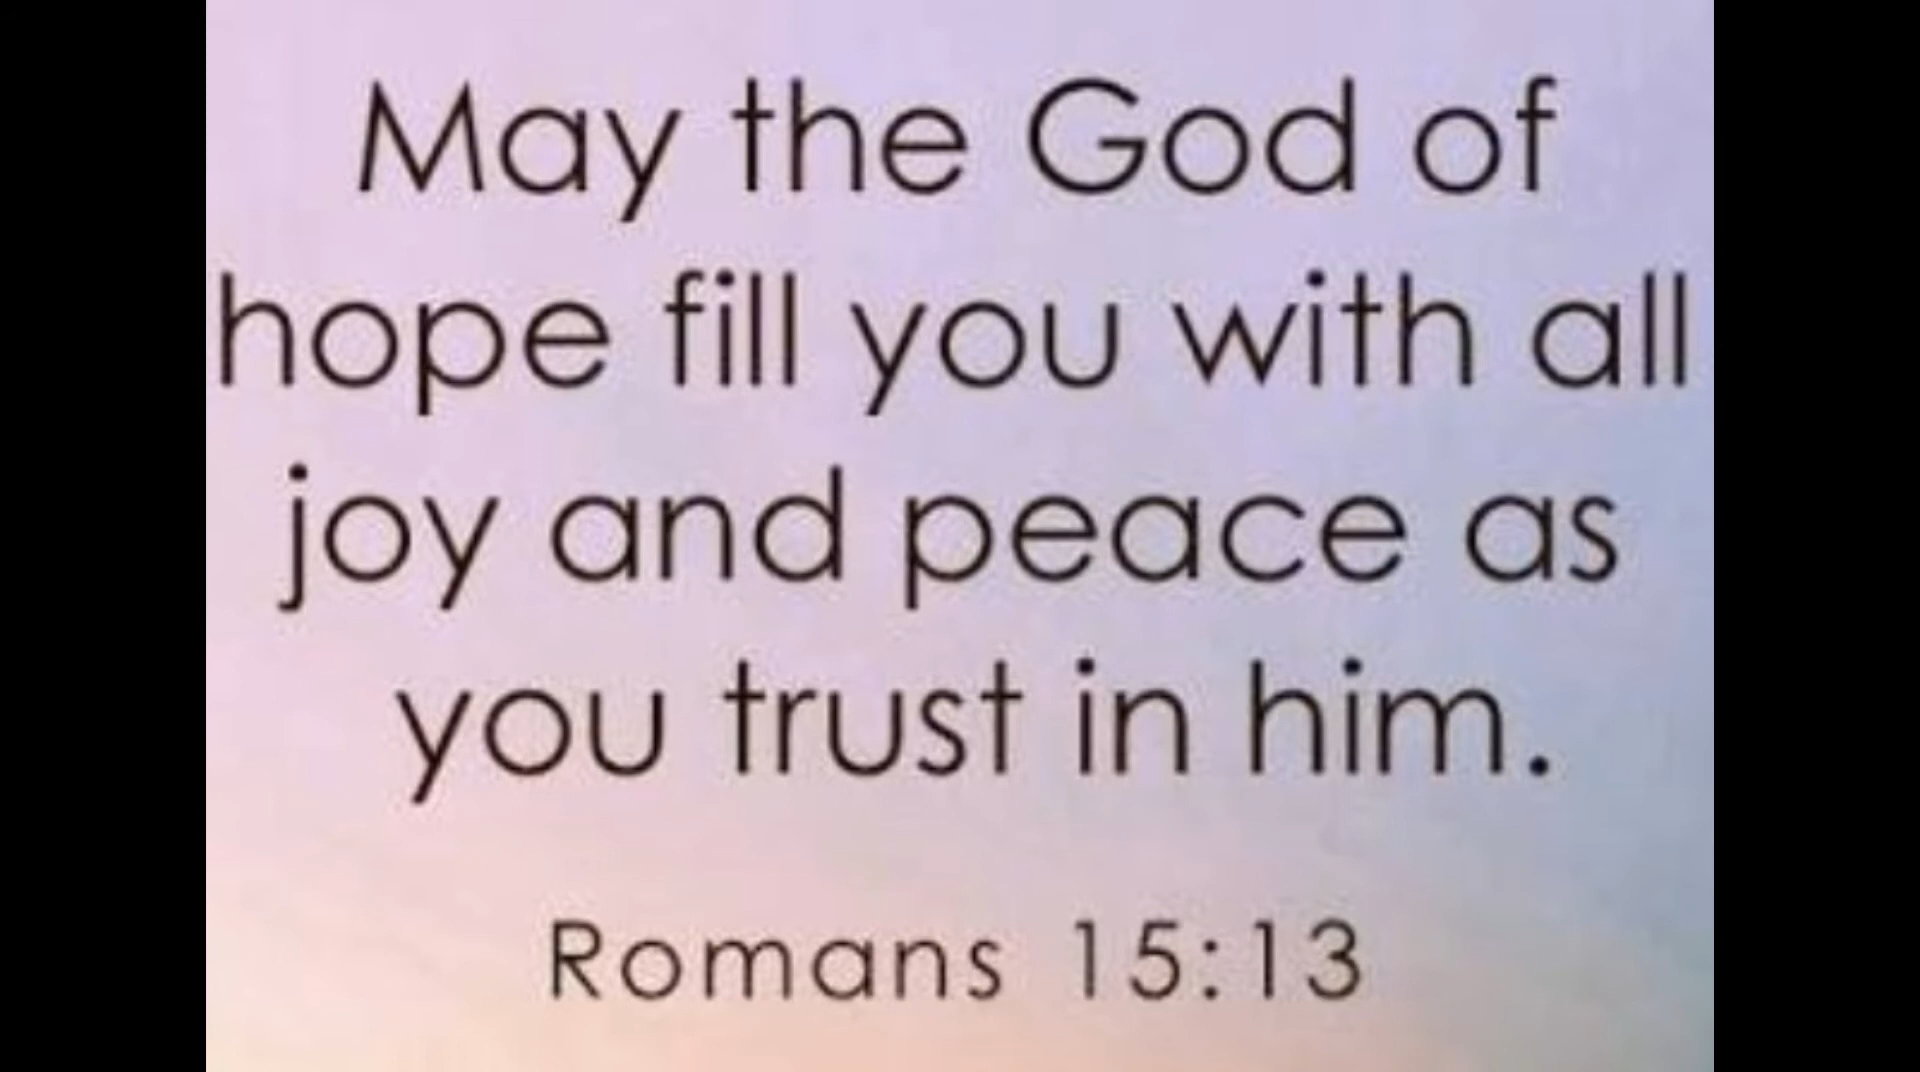 May the God of
hope fill you with all
joy and peace as
you trust in him.
Romans 15:13